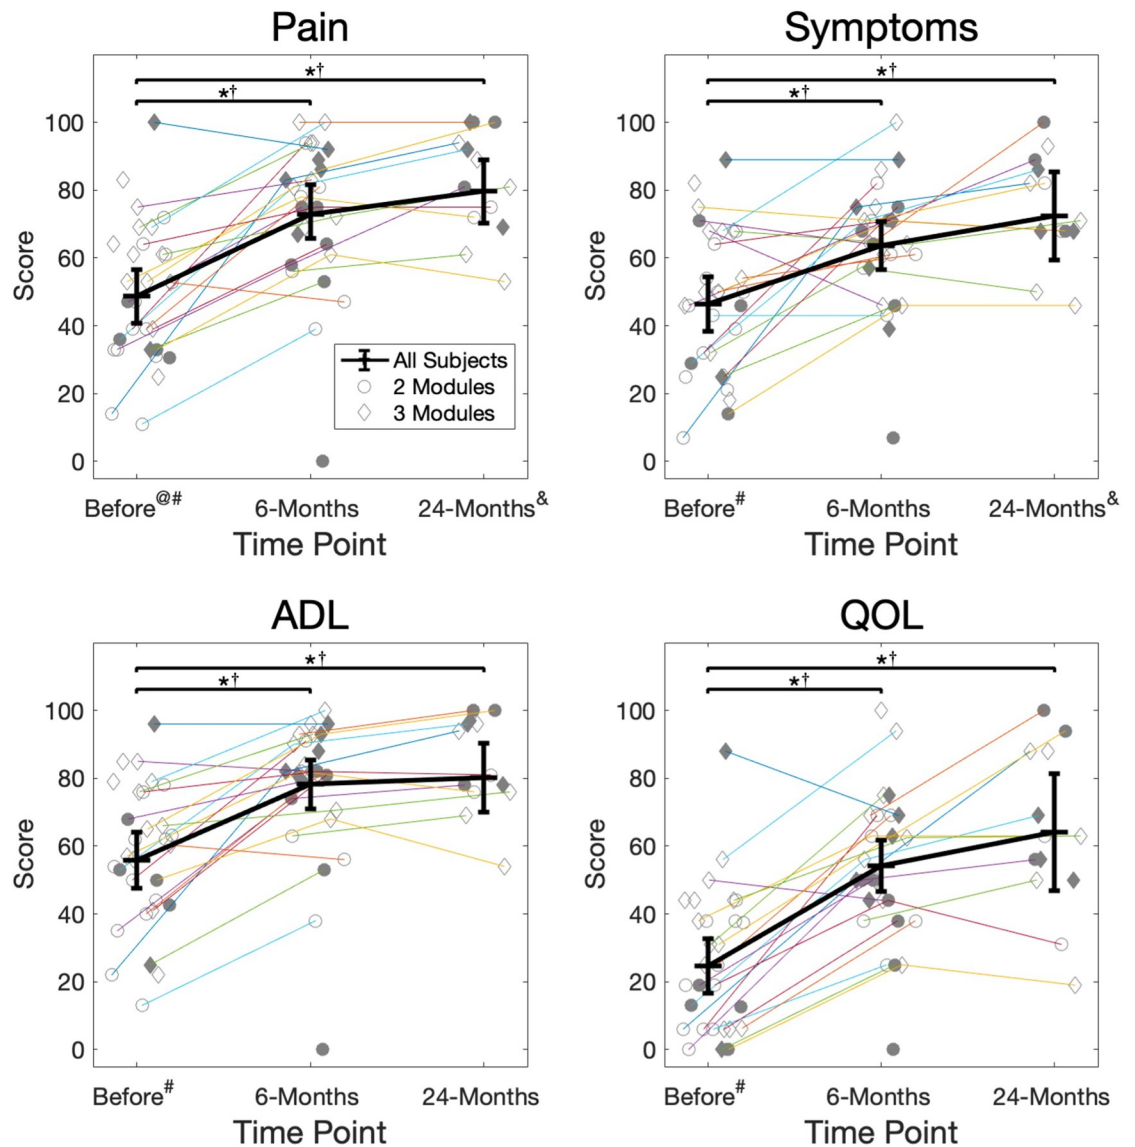 Pain
*†
*†
Score
100
80
60
40
20
0
All Subjects
2 Modules
3 Modules
Before@# 6-Months 24-Months&
Time Point
Symptoms
*†
*†
Score
100
80
60
40
20
0
Before# 6-Months 24-Months&
Time Point
ADL
*†
*†
Score
100
80
60
40
20
0
Before# 6-Months 24-Months
Time Point
QOL
*†
*†
Score
100
80
60
40
20
0
Before# 6-Months 24-Months
Time Point